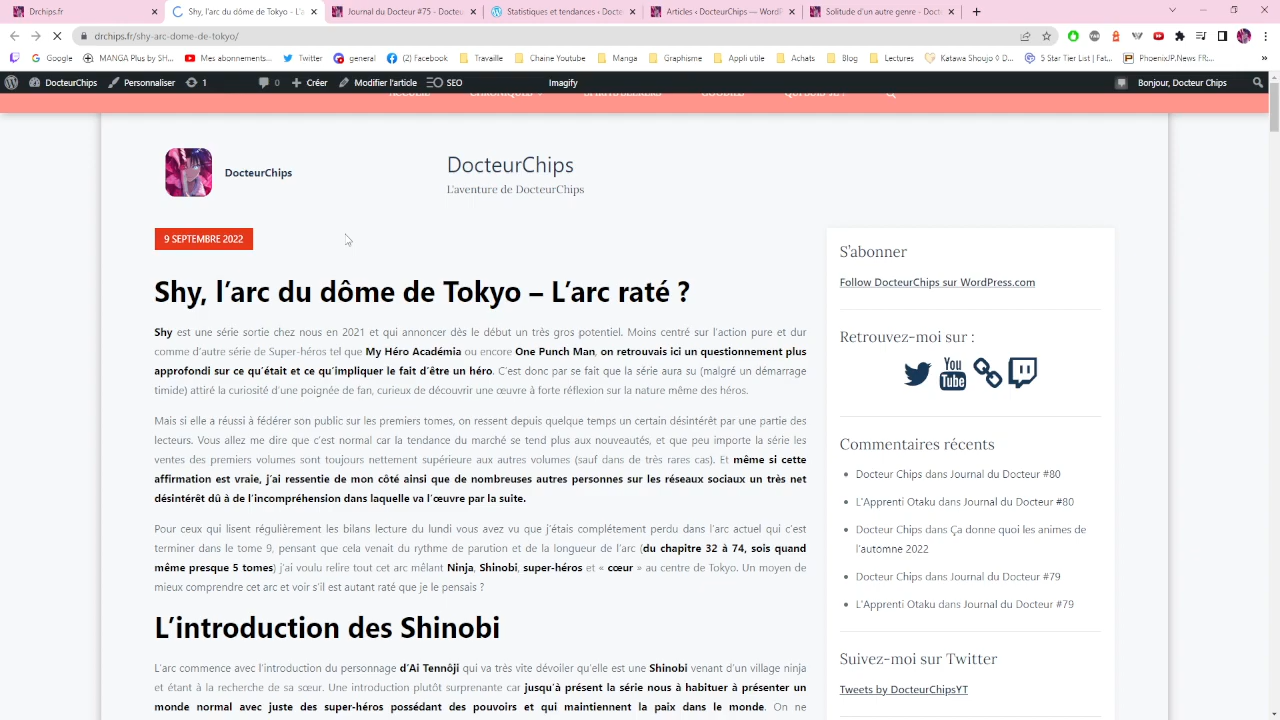 Drchips.fr
Shy, l'arc du dôme de Tokyo - L'a
Journal du Docteur #75 - Docteu
Statistiques et tendances ‹ Docte
Articles ‹ DocteurChips — WordP
Solitude d'un autre genre - Docte
drchips.fr/shy-arc-dome-de-tokyo/
Google
MANGA Plus by SH...
Mes abonnements...
Twitter
general
(2) Facebook
Travaille
Chaine Youtube
Manga
Graphisme
Appli utile
Achats
Blog
Lectures
Katawa Shoujo 0 D...
5 Star Tier List | Fat...
PhoenixJP.News FR:...
»
DocteurChips
Personnaliser
1
0
Créer
Modifier l'article
SEO
Imagify
Bonjour, Docteur Chips
ACCUEIL
CHRONIQUES
GOODIES
QUI SUIS-JE ?
DocteurChips
DocteurChips
L'aventure de DocteurChips
9 SEPTEMBRE 2022
Shy, l'arc du dôme de Tokyo – L'arc raté ?
Shy est une série sortie chez nous en 2021 et qui annoncer dès le début un très gros potentiel. Moins centré sur l'action pure et dur
comme d'autre série de Super-héros tel que My Héro Académia ou encore One Punch Man, on retrouvais ici un questionnement plus
approfondi sur ce qu'était et ce qu'impliquer le fait d'être un héro. C'est donc par se fait que la série aura su (malgré un démarrage
timide) attiré la curiosité d'une poignée de fan, curieux de découvrir une œuvre à forte réflexion sur la nature même des héros.
Mais si elle a réussi à fédérer son public sur les premiers tomes, on ressent depuis quelque temps un certain désintérêt par une partie des
lecteurs. Vous allez me dire que c'est normal car la tendance du marché se tend plus aux nouveautés, et que peu importe la série les
ventes des premiers volumes sont toujours nettement supérieure aux autres volumes (sauf dans de très rares cas). Et même si cette
affirmation est vraie, j'ai ressentie de mon côté ainsi que de nombreuses autres personnes sur les réseaux sociaux un très net
désintérêt dû à de l'incompréhension dans laquelle va l'œuvre par la suite.
Pour ceux qui lisent régulièrement les bilans lecture du lundi vous avez vu que j'étais complétement perdu dans l'arc actuel qui c'est
terminer dans le tome 9, pensant que cela venait du rythme de parution et de la longueur de l'arc (du chapitre 32 à 74, sois quand
même presque 5 tomes) j'ai voulu relire tout cet arc mêlant Ninja, Shinobi, super-héros et « cœur » au centre de Tokyo. Un moyen de
mieux comprendre cet arc et voir s'il est autant raté que je le pensais ?
L'introduction des Shinobi
L'arc commence avec l'introduction du personnage d'Ai Tennôji qui va très vite dévoiler qu'elle est une Shinobi venant d'un village ninja
et étant à la recherche de sa sœur. Une introduction plutôt surprenante car jusqu'à présent la série nous à habituer à présenter un
monde normal avec juste des super-héros possédant des pouvoirs et qui maintiennent la paix dans le monde. On ne
S'abonner
Follow DocteurChips sur WordPress.com
Retrouvez-moi sur :
You
Tube
Commentaires récents
Docteur Chips dans Journal du Docteur #80
L'Apprenti Otaku dans Journal du Docteur #80
Docteur Chips dans Ça donne quoi les animes de
l'automne 2022
Docteur Chips dans Journal du Docteur #79
L'Apprenti Otaku dans Journal du Docteur #79
Suivez-moi sur Twitter
Tweets by DocteurChipsYT